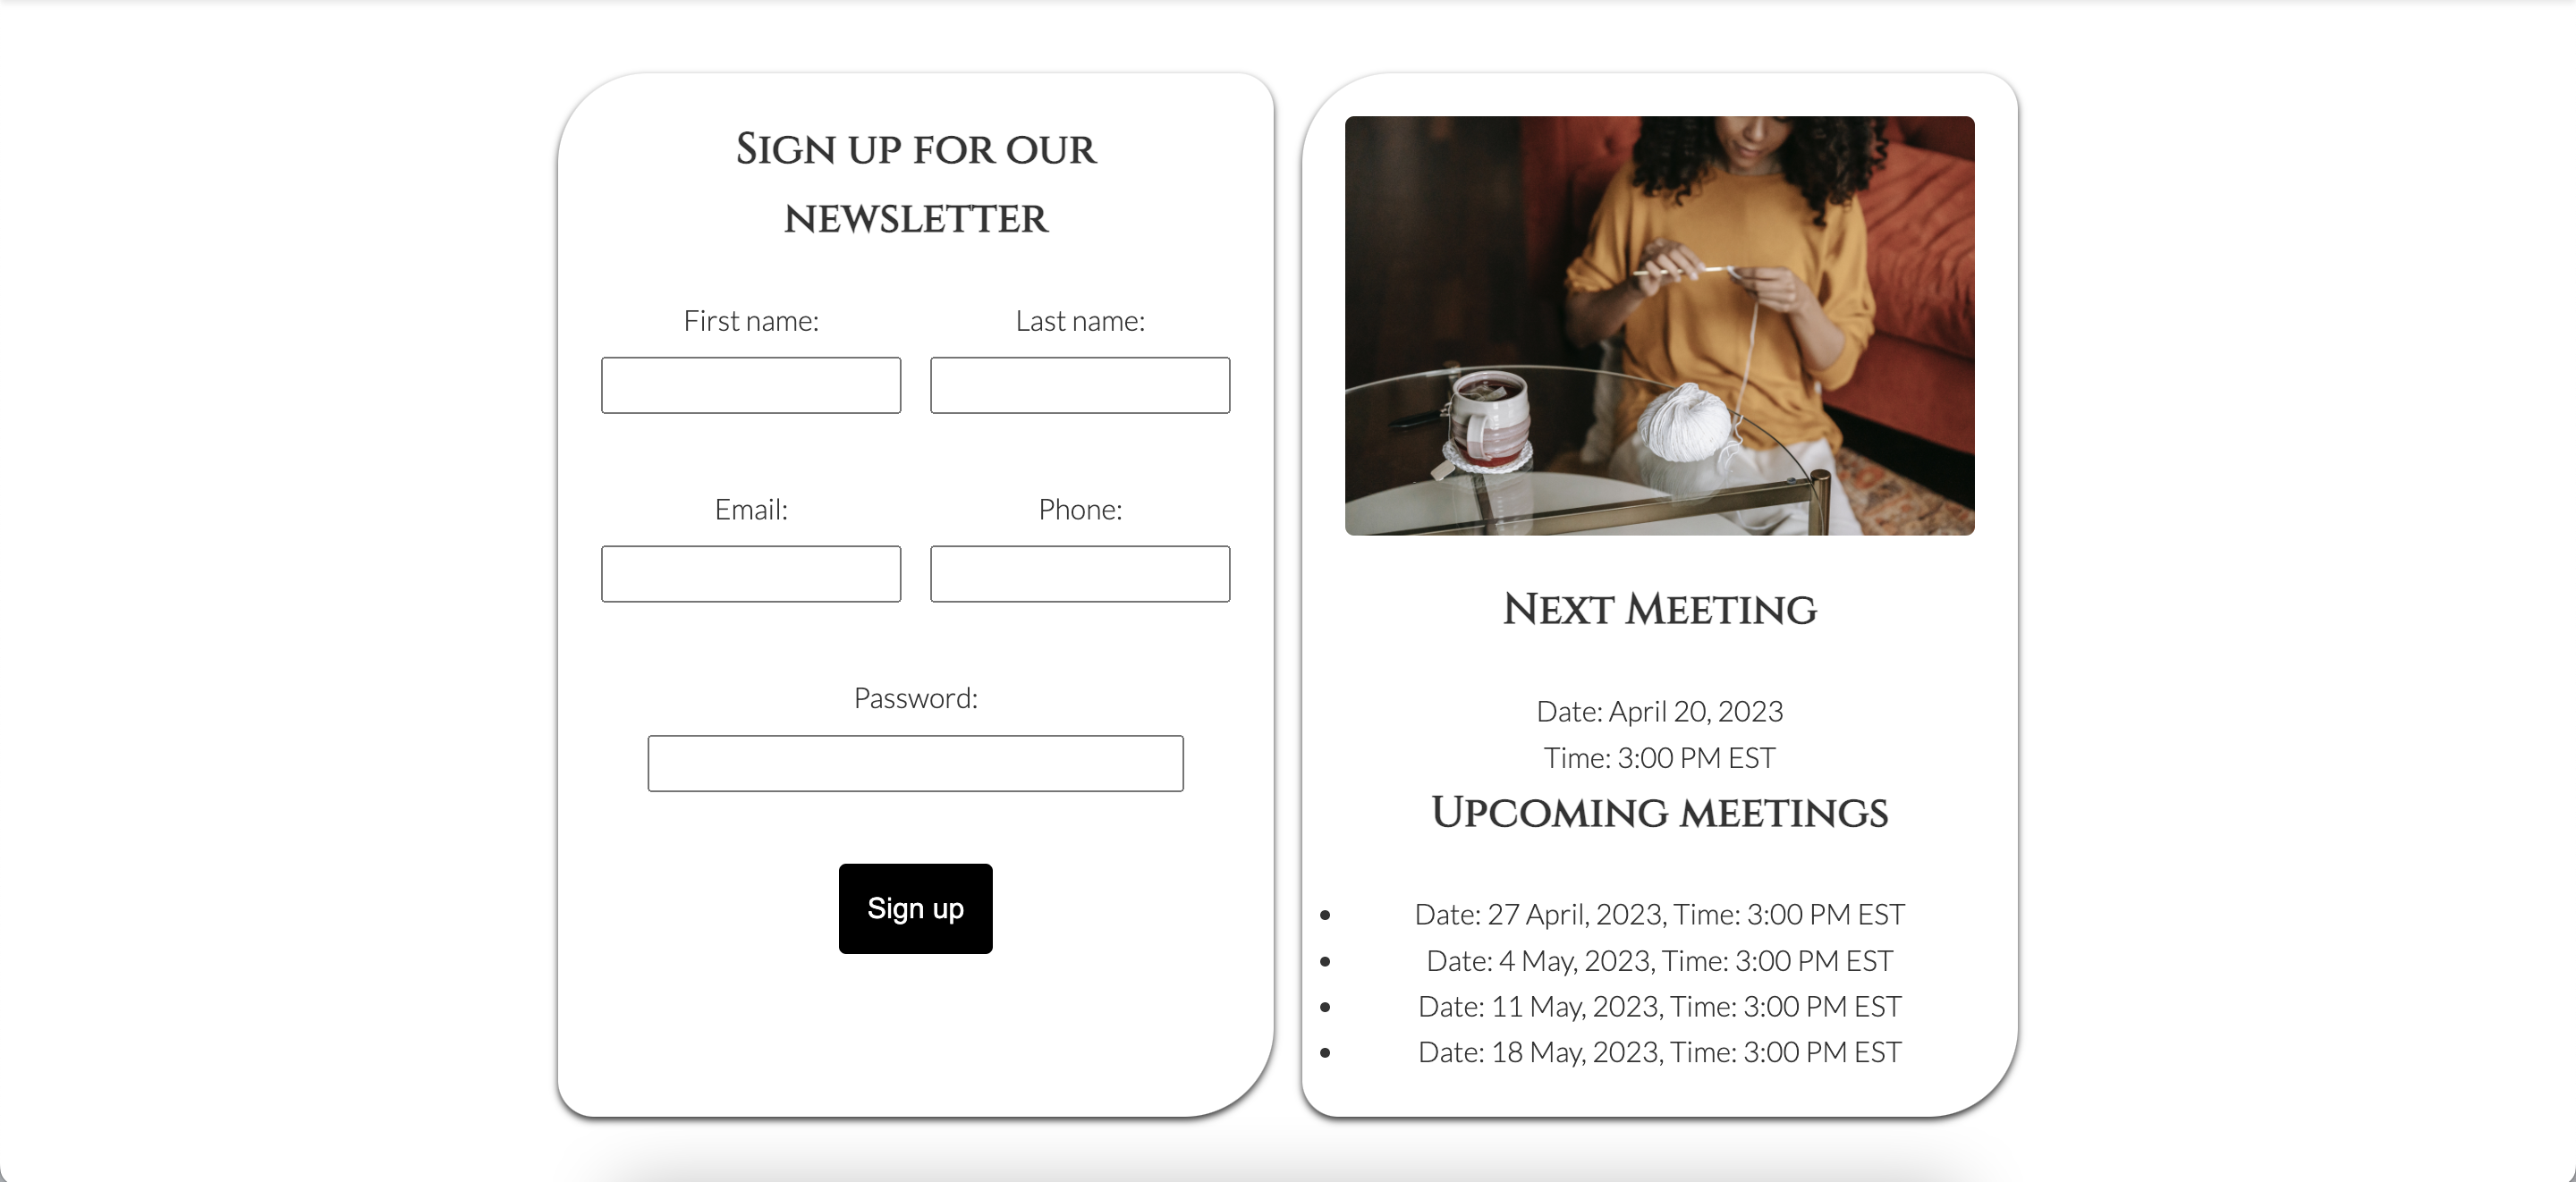 Sign up for our
newsletter
First name:
Last name:
Email:
Phone:
Password:
Sign up
Next Meeting
Date: April 20, 2023
Time: 3:00 PM EST
Upcoming meetings
Date: 27 April, 2023, Time: 3:00 PM EST
Date: 4 May, 2023, Time: 3:00 PM EST
Date: 11 May, 2023, Time: 3:00 PM EST
Date: 18 May, 2023, Time: 3:00 PM EST